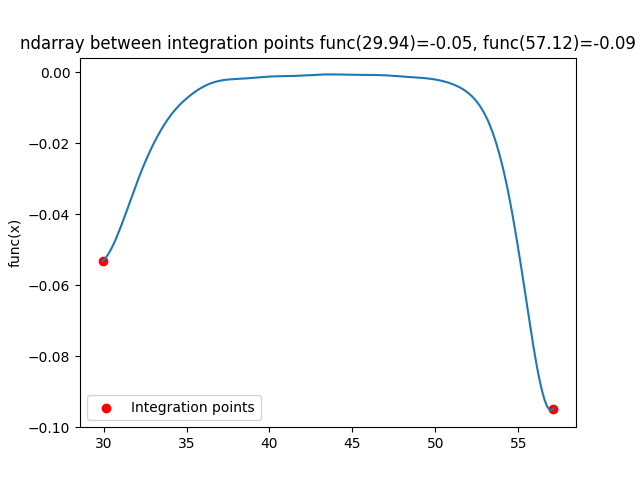 ndarray between integration points func(29.94)=-0.05, func(57.12)=-0.09
func(x)
0.00
−0.02
−0.04
−0.06
−0.08
−0.10
Integration points
30 35 40 45 50 55